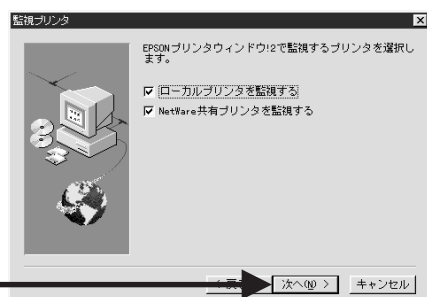 監視プリンタ
EPSONプリンタウィンドウ!2で監視するプリンタを選択し
ます。
ローカルプリンタを監視する
NetWare共有プリンタを監視する
次へ(N) >
キャンセル